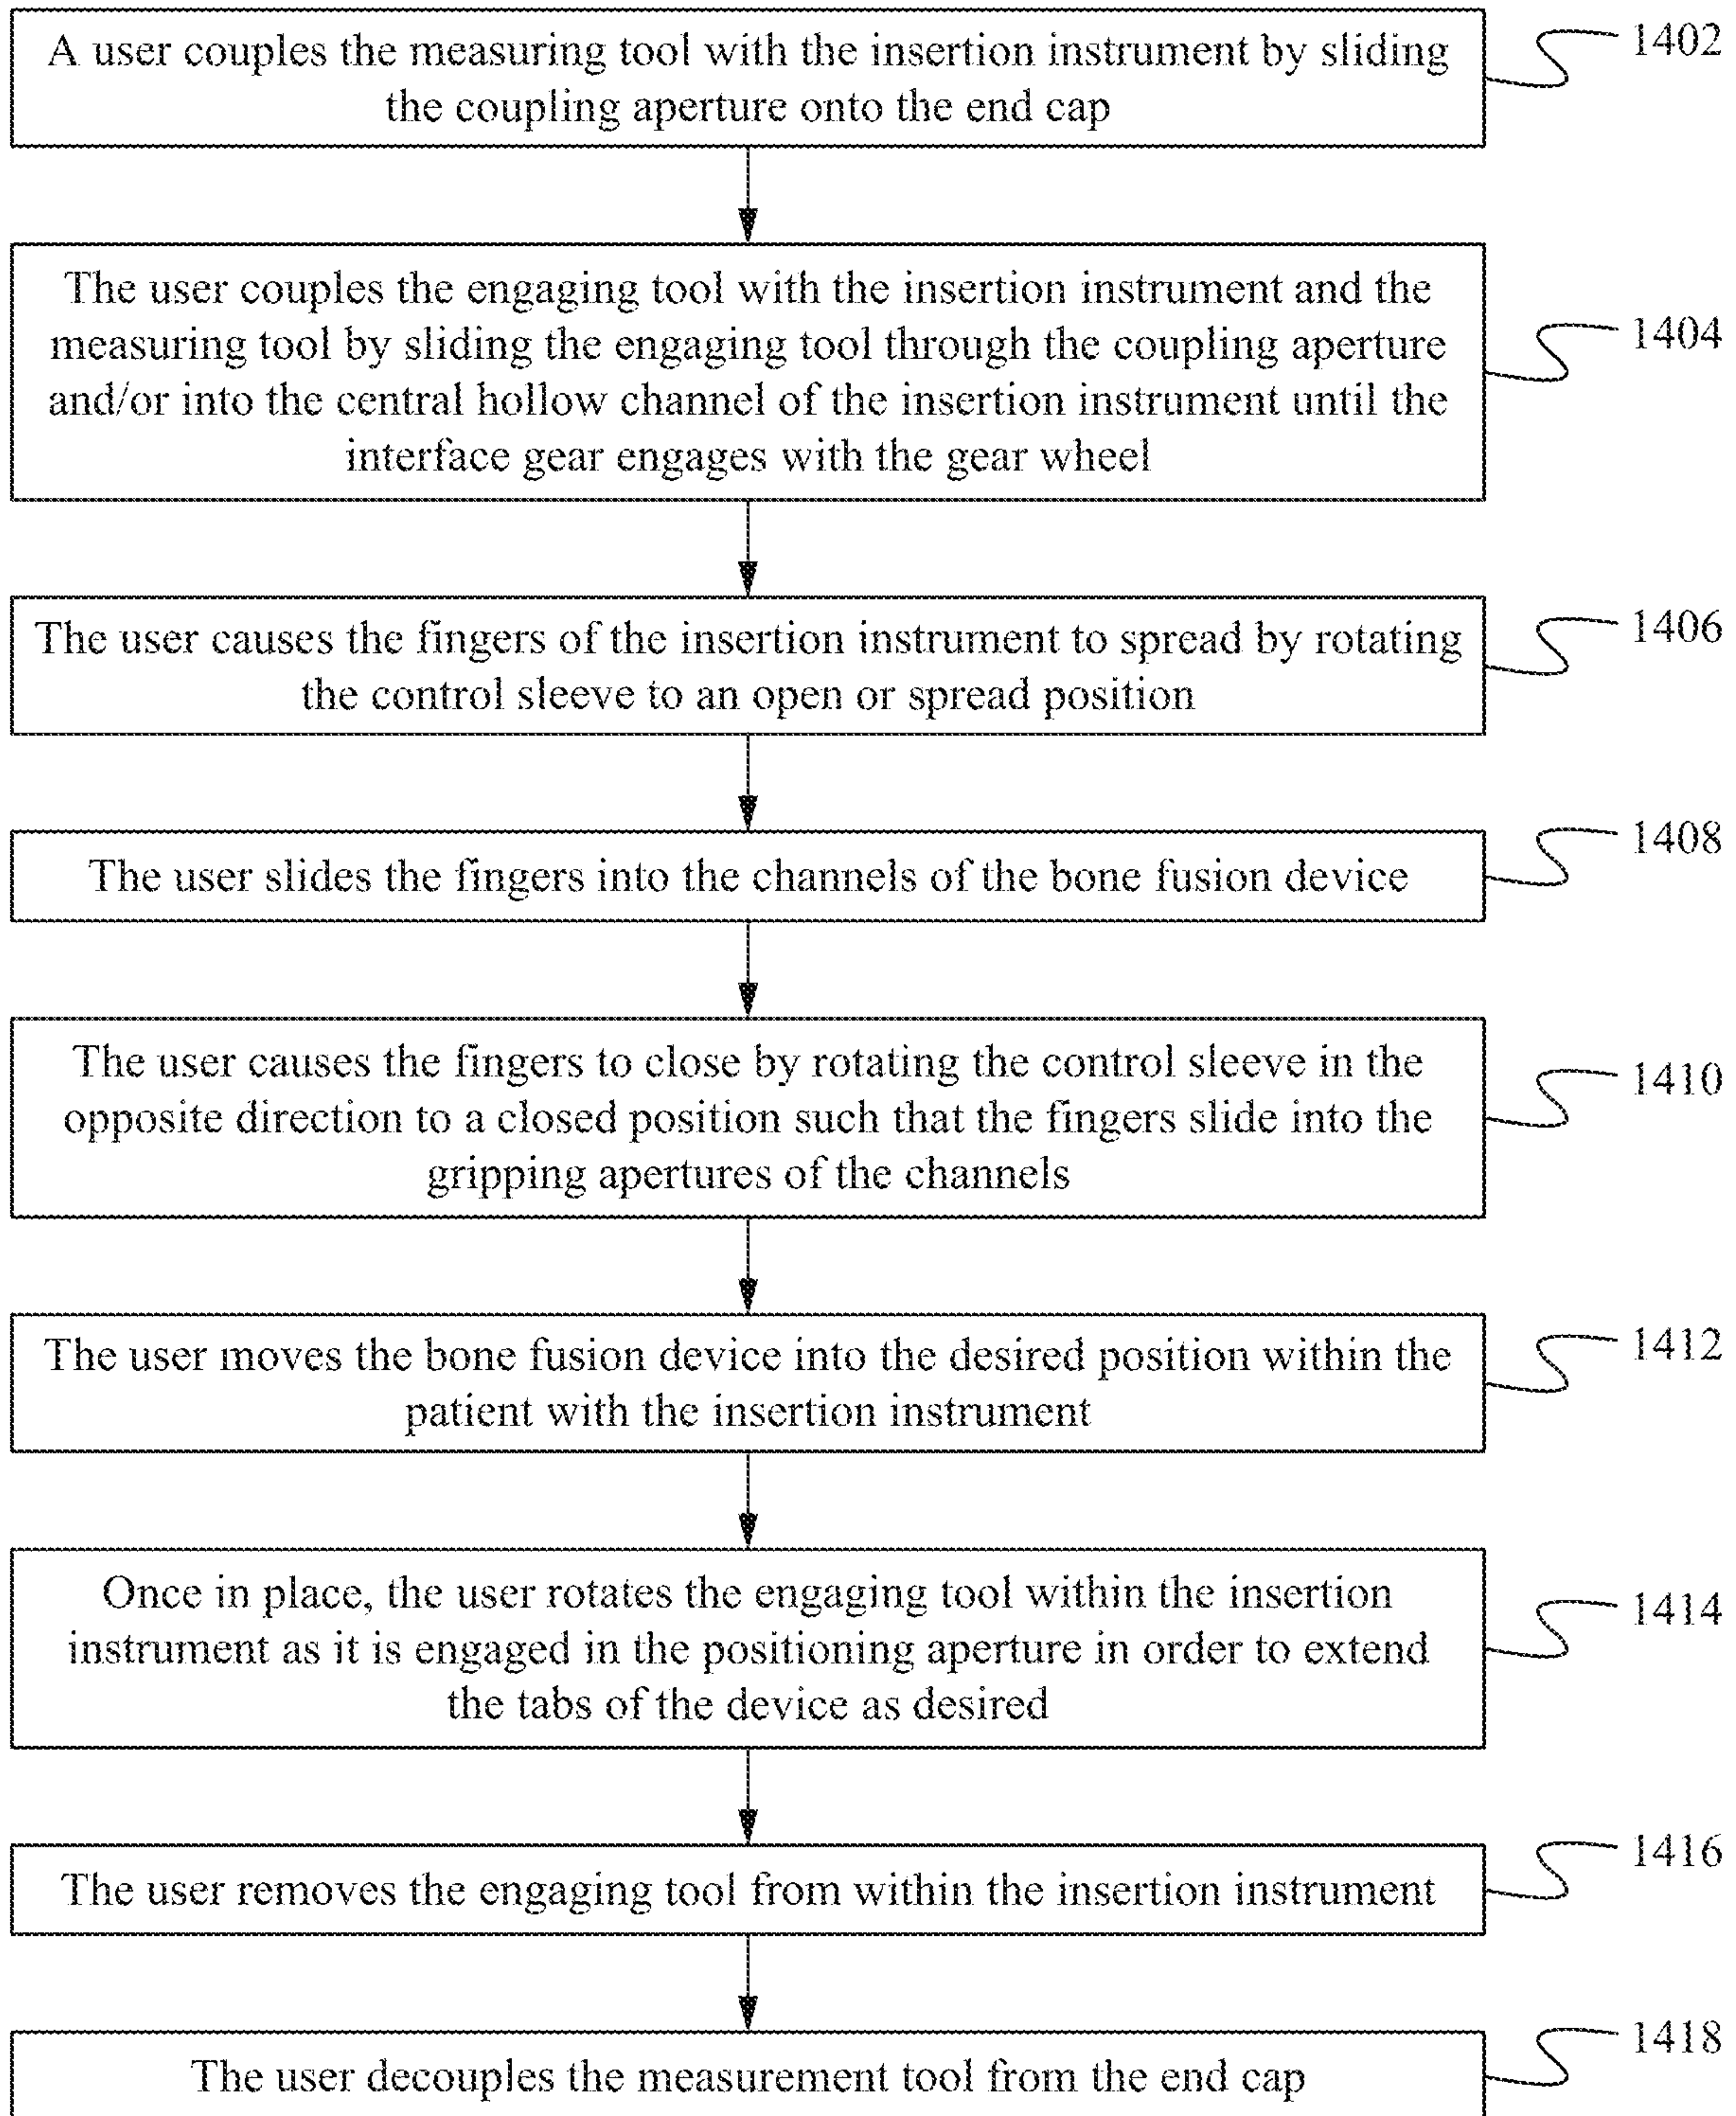 A user couples the measuring tool with the insertion instrument by sliding
the coupling aperture onto the end cap
1402
The user couples the engaging tool with the insertion instrument and the
measuring tool by sliding the engaging tool through the coupling aperture
and/or into the central hollow channel of the insertion instrument until the
interface gear engages with the gear wheel
1404
The user causes the fingers of the insertion instrument to spread by rotating
the control sleeve to an open or spread position
1406
The user slides the fingers into the channels of the bone fusion device
1408
The user causes the fingers to close by rotating the control sleeve in the
opposite direction to a closed position such that the fingers slide into the
gripping apertures of the channels
1410
The user moves the bone fusion device into the desired position within the
patient with the insertion instrument
1412
Once in place, the user rotates the engaging tool within the insertion
instrument as it is engaged in the positioning aperture in order to extend
the tabs of the device as desired
1414
The user removes the engaging tool from within the insertion instrument
1416
The user decouples the measurement tool from the end cap
1418